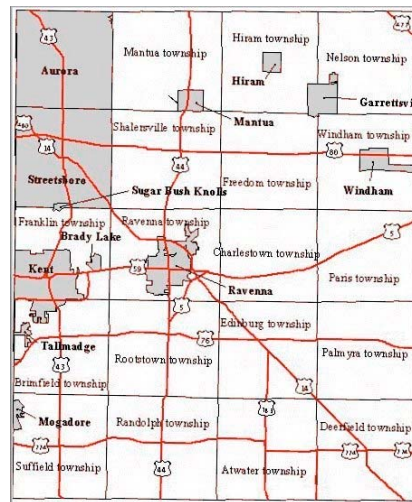 43
Mantua township
Hiram township
422
Nelson township
Aurora
Hiram
Garrettsvi
Mantua
480
Shalersville township
Windham township
14
44
80
Streetsboro
Sugar Bush Knolls
Freedom township
Windham
Franklin township
Ravenna township
Brady Lake
Charlestown township
5
Kent
59
Ravenna
Paris township
5
Edinburg township
76
Tallmadge
43
Rootstown township
Palmyra township
Brimfield township
14
Mogadore
Randolph township
Deerfield township
224
224
224
Suffield township
44
Atwater township